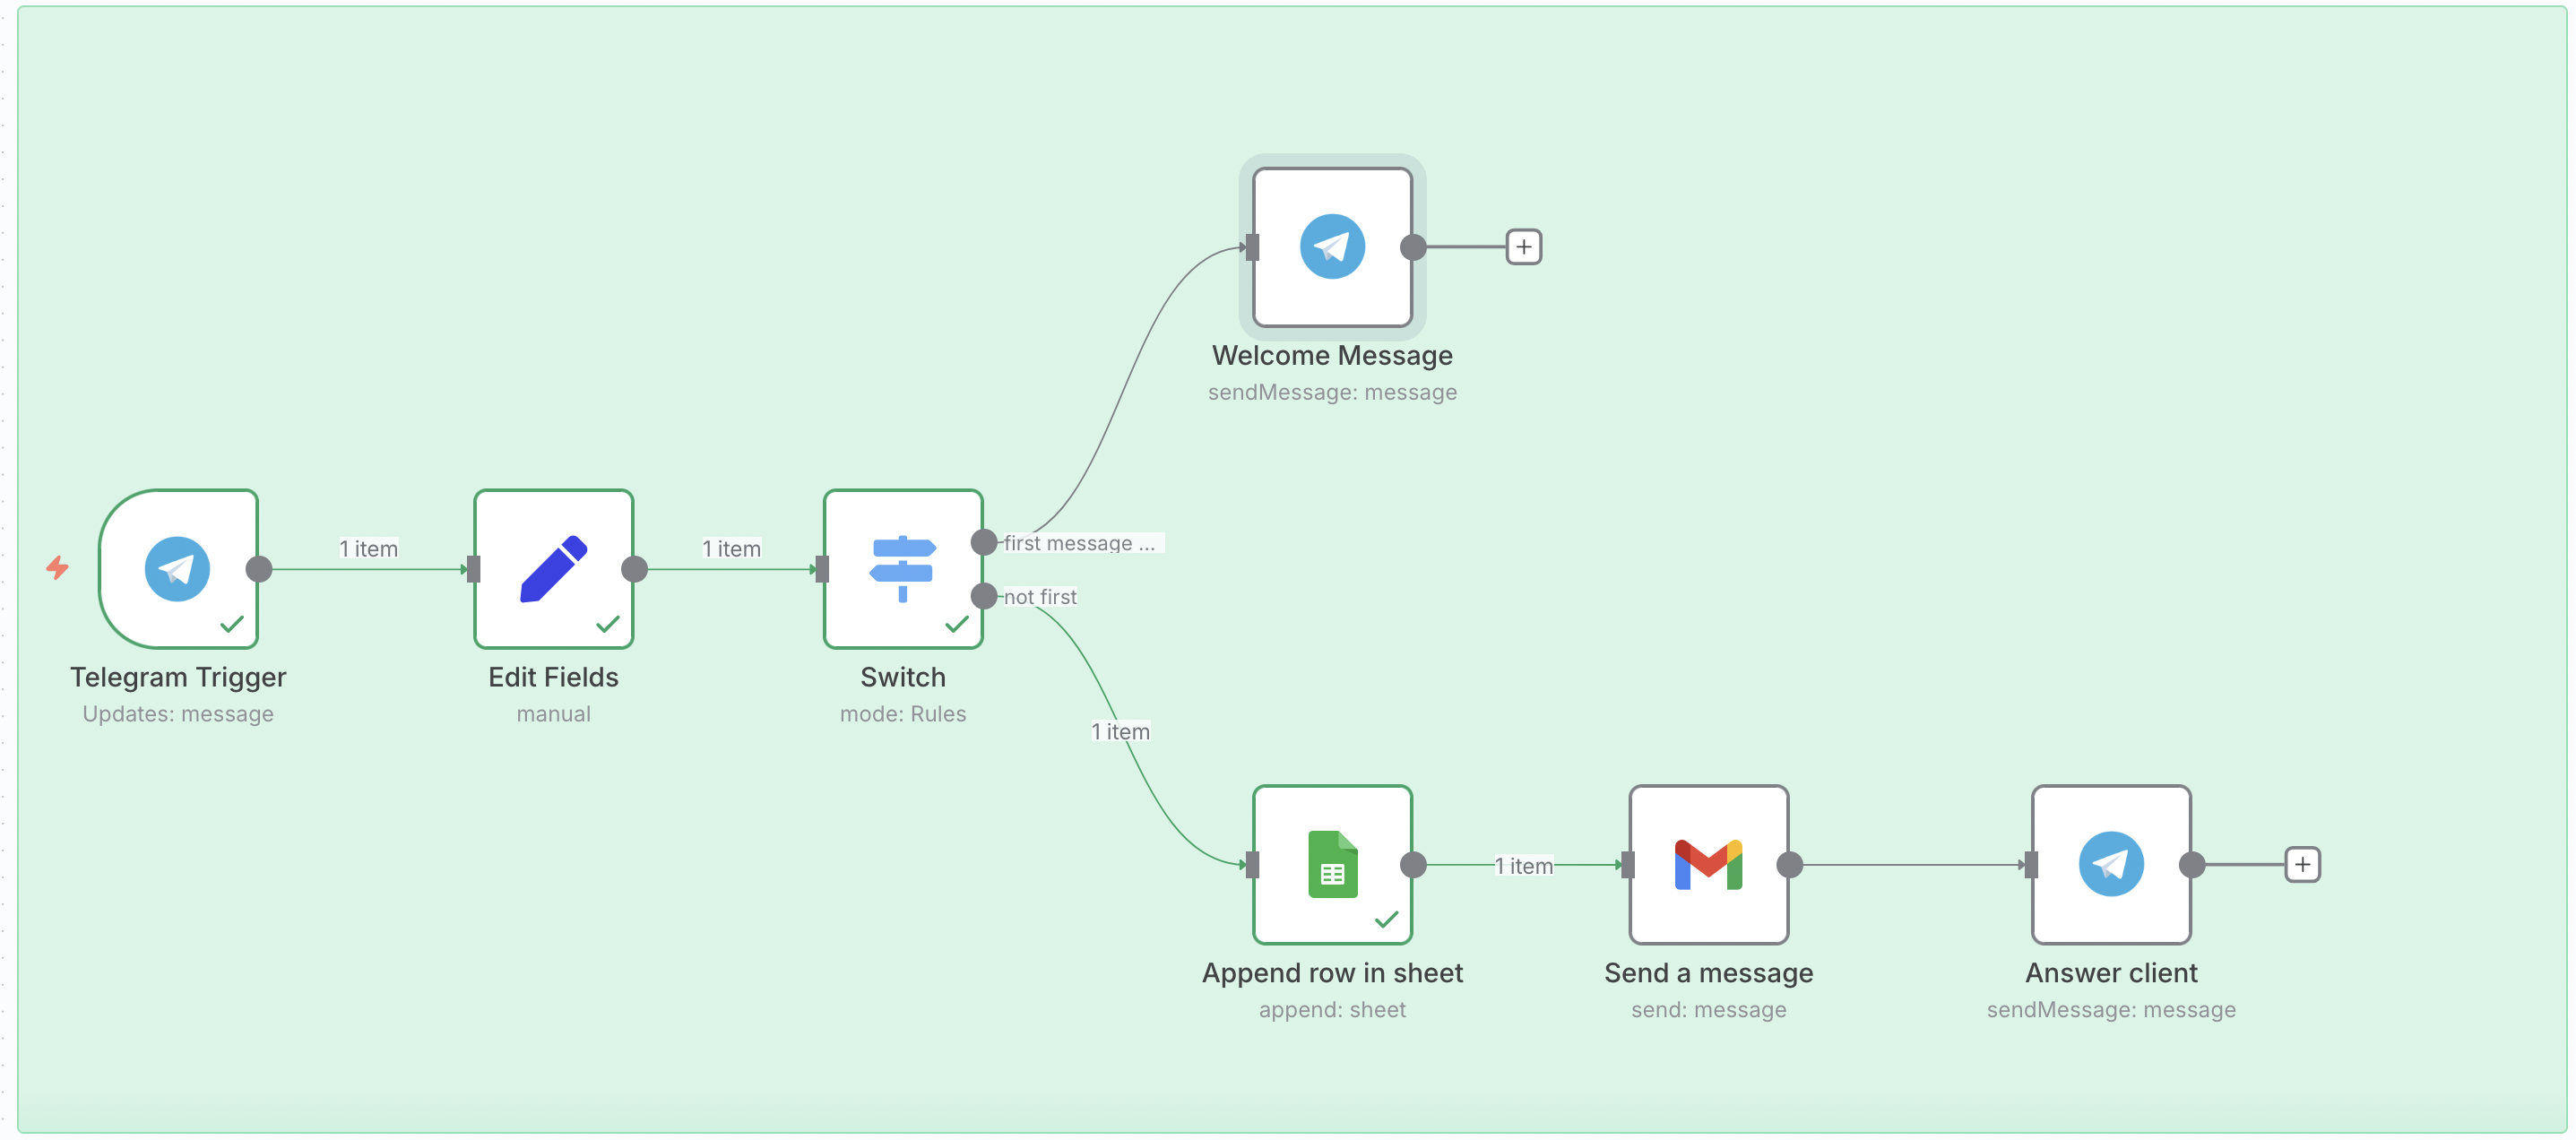 Welcome Message
sendMessage: message
1 item
1 item
first message ...
not first
Telegram Trigger
Updates: message
Edit Fields
manual
Switch
mode: Rules
1 item
1 item
Append row in sheet
append: sheet
Send a message
send: message
Answer client
sendMessage: message